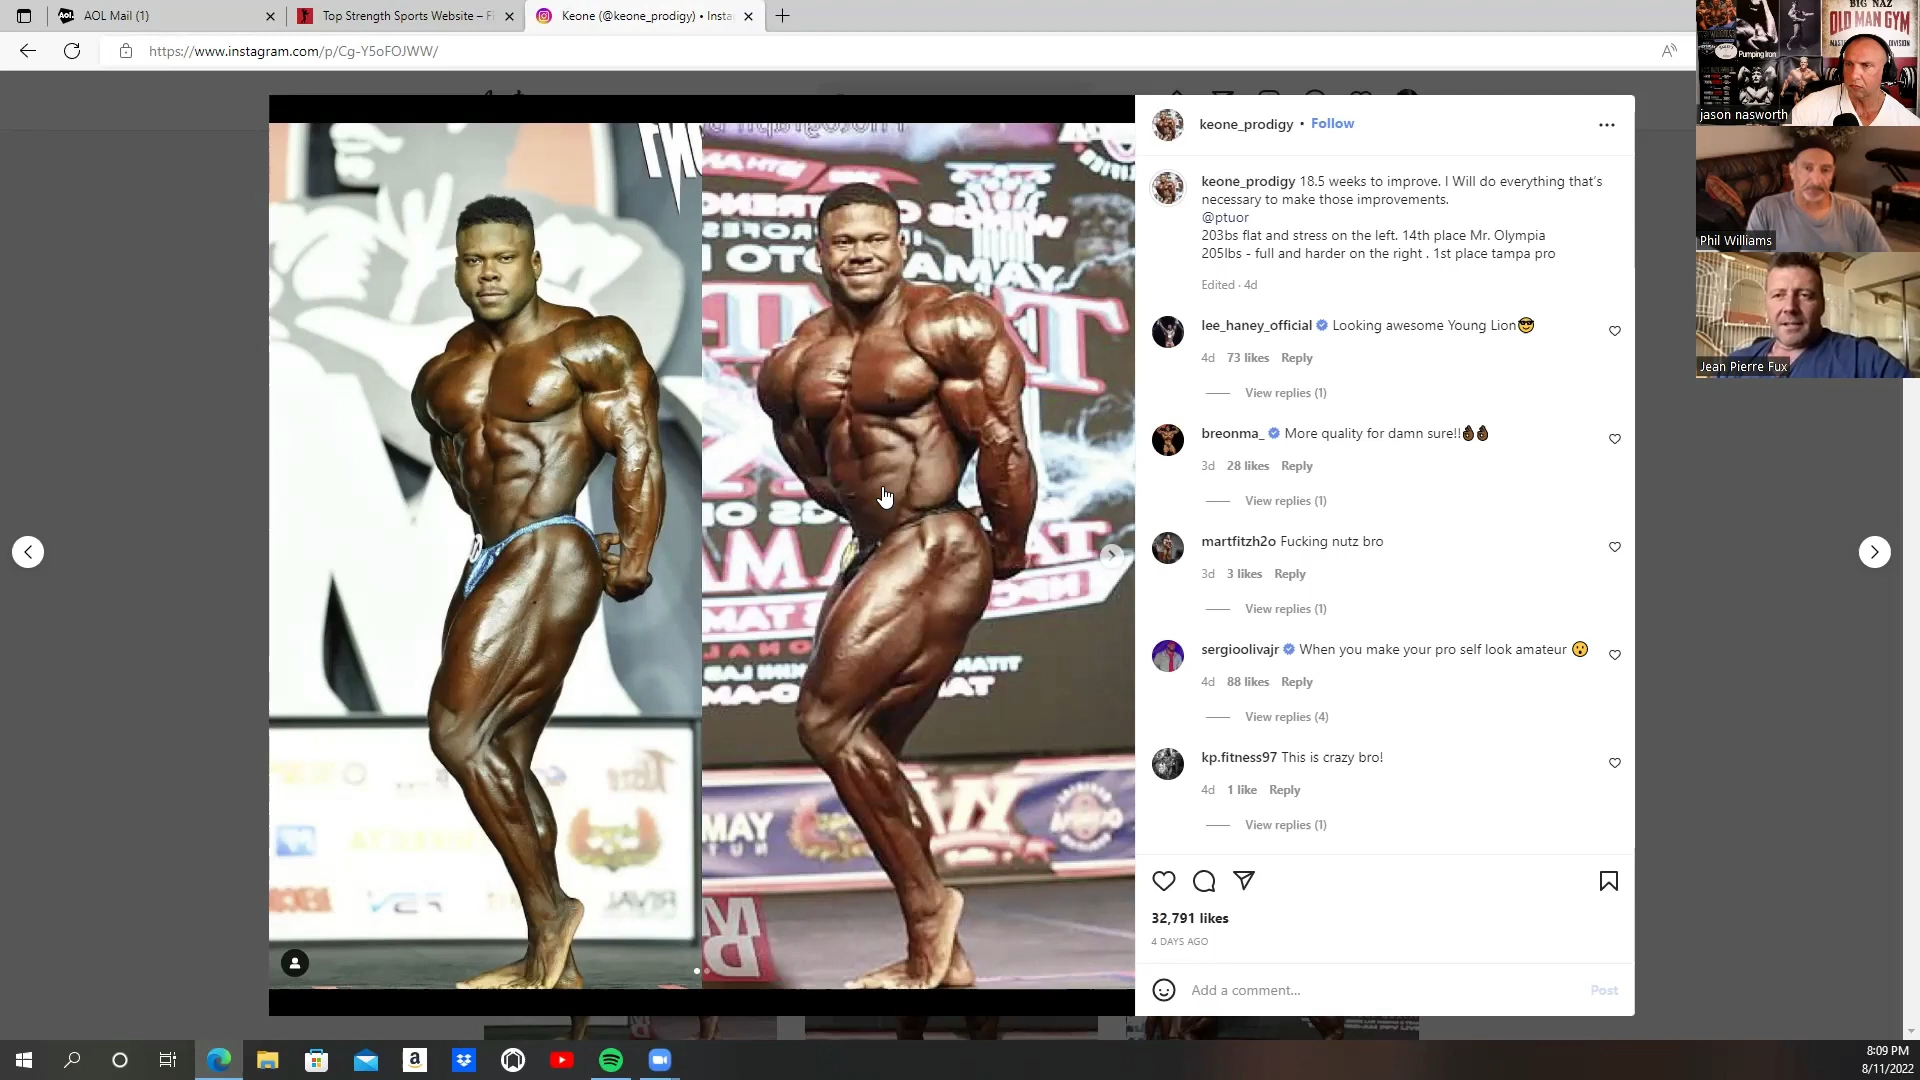 AOL Mail (1)
Top Strength Sports Website – Fi
Keone (@keone_prodigy) • Insta
https://www.instagram.com/p/Cg-Y5oFOJWW/
BIG NAZ
OLD MAN GYM
Pumping Iron
jason nasworth
Phil Williams
Jean Pierre Fux
keone_prodigy • Follow
keone_prodigy 18.5 weeks to improve. I Will do everything that's
necessary to make those improvements.
@ptuor
203bs flat and stress on the left. 14th place Mr. Olympia
205lbs - full and harder on the right . 1st place tampa pro
Edited · 4d
lee_haney_official Looking awesome Young Lion😎
4d 73 likes Reply
View replies (1)
breonma_ More quality for damn sure!!👌🏿👌🏿
3d 28 likes Reply
View replies (1)
martfitzh2o Fucking nutz bro
3d 3 likes Reply
View replies (1)
sergioolivajr When you make your pro self look amateur 😯
4d 88 likes Reply
View replies (4)
kp.fitness97 This is crazy bro!
4d 1 like Reply
View replies (1)
32,791 likes
4 DAYS AGO
Add a comment...
Post
8:09 PM
8/11/2022